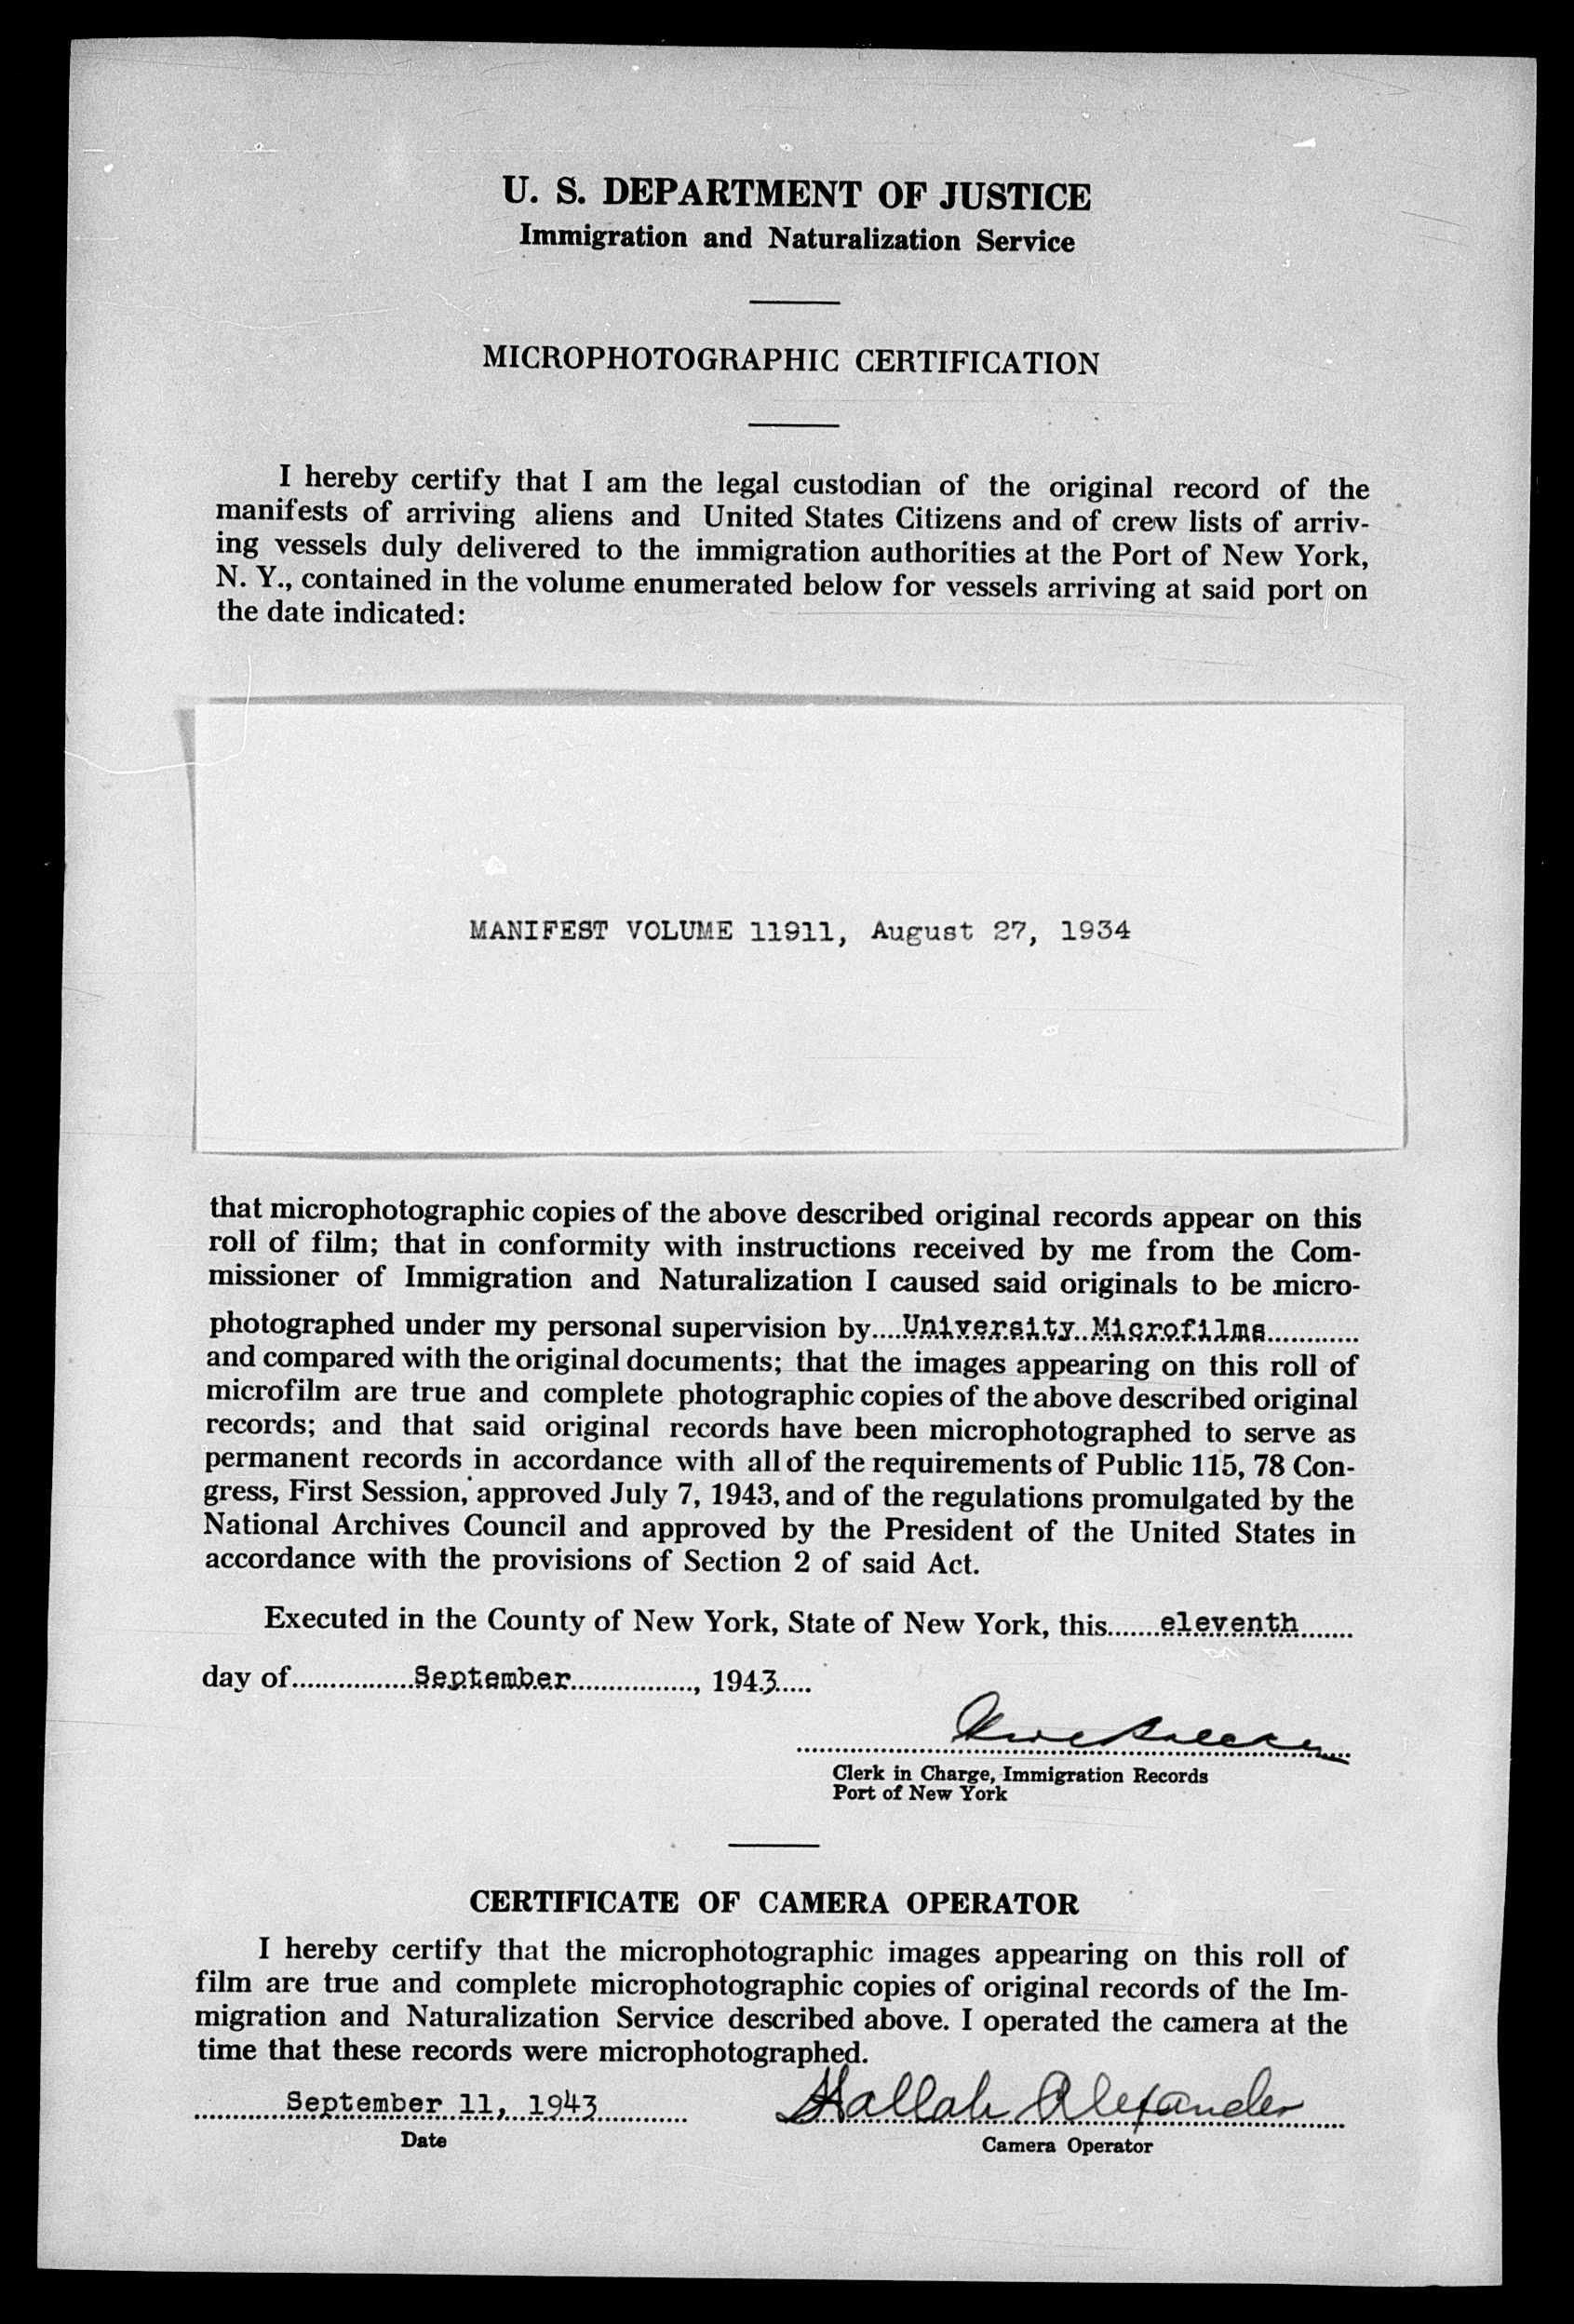 U. S. DEPARTMENT OF JUSTICE
Immigration and Naturalization Service
MICROPHOTOGRAPHIC CERTIFICATION
I hereby certify that I am the legal custodian of the original record of the
manifests of arriving aliens and United States Citizens and of crew lists of arriv-
ing vessels duly delivered to the immigration authorities at the Port of New York,
N. Y., contained in the volume enumerated below for vessels arriving at said port on
the date indicated:
MANIFEST VOLUME 11911, August 27, 1934
that microphotographic copies of the above described original records appear on this
roll of film; that in conformity with instructions received by me from the Com-
missioner of Immigration and Naturalization I caused said originals to be micro-
photographed under my personal supervision by....University Microfilms............
and compared with the original documents; that the images appearing on this roll of
microfilm are true and complete photographic copies of the above described original
records; and that said original records have been microphotographed to serve as
permanent records in accordance with all of the requirements of Public 115, 78 Con-
gress, First Session, approved July 7, 1943, and of the regulations promulgated by the
National Archives Council and approved by the President of the United States in
accordance with the provisions of Section 2 of said Act.
Executed in the County of New York, State of New York, this.......eleventh.......
day of................September................, 1943.....
Clerk in Charge, Immigration Records
Port of New York
CERTIFICATE OF CAMERA OPERATOR
I hereby certify that the microphotographic images appearing on this roll of
film are true and complete microphotographic copies of original records of the Im-
migration and Naturalization Service described above. I operated the camera at the
time that these records were microphotographed.
September 11, 1943 Hallah Alexander
Date
Camera Operator